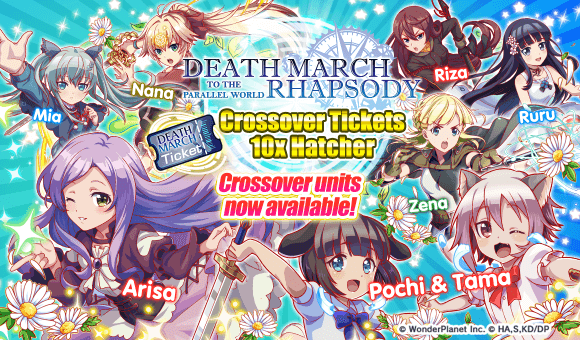 DEATH MARCH
TO THE
PARALLEL WORLD
RHAPSODY
Nana
Mia
Riza
Ruru
DEATH
MARCH
Ticket
Crossover Tickets
10x Hatcher
Crossover units
now available!
Zena
Arisa
Pochi & Tama
© WonderPlanet Inc. © HA,S,KD/DP